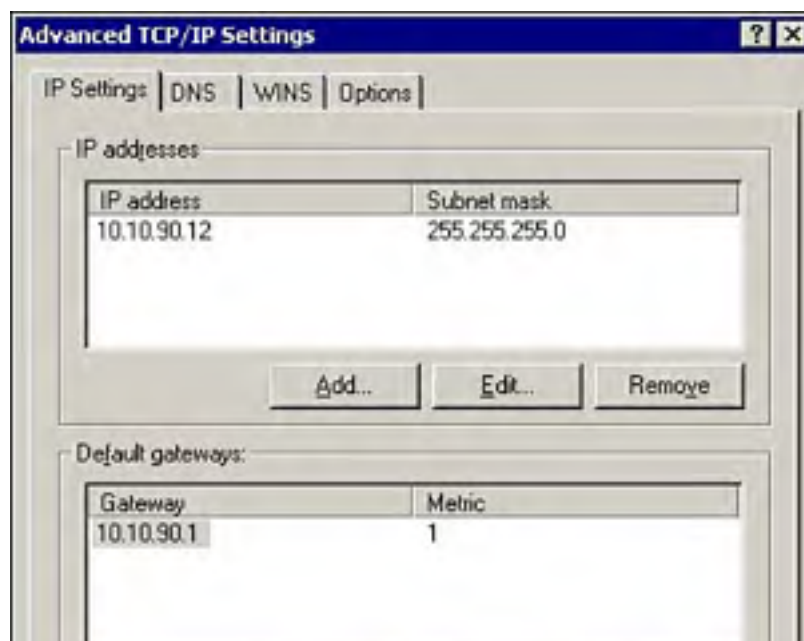 Advanced TCP/IP Settings
IP Settings DNS WINS Options
IP addresses
IP address Subnet mask
10.10.90.12 255.255.255.0
Add... Edit... Remove
Default gateways:
Gateway Metric
10.10.90.1 1